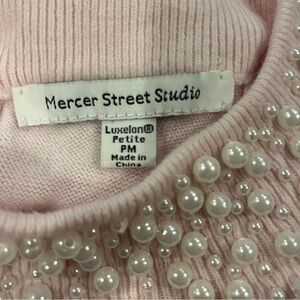 Mercer Street Studio
Luxelon®
Petite
PM
Made in
China